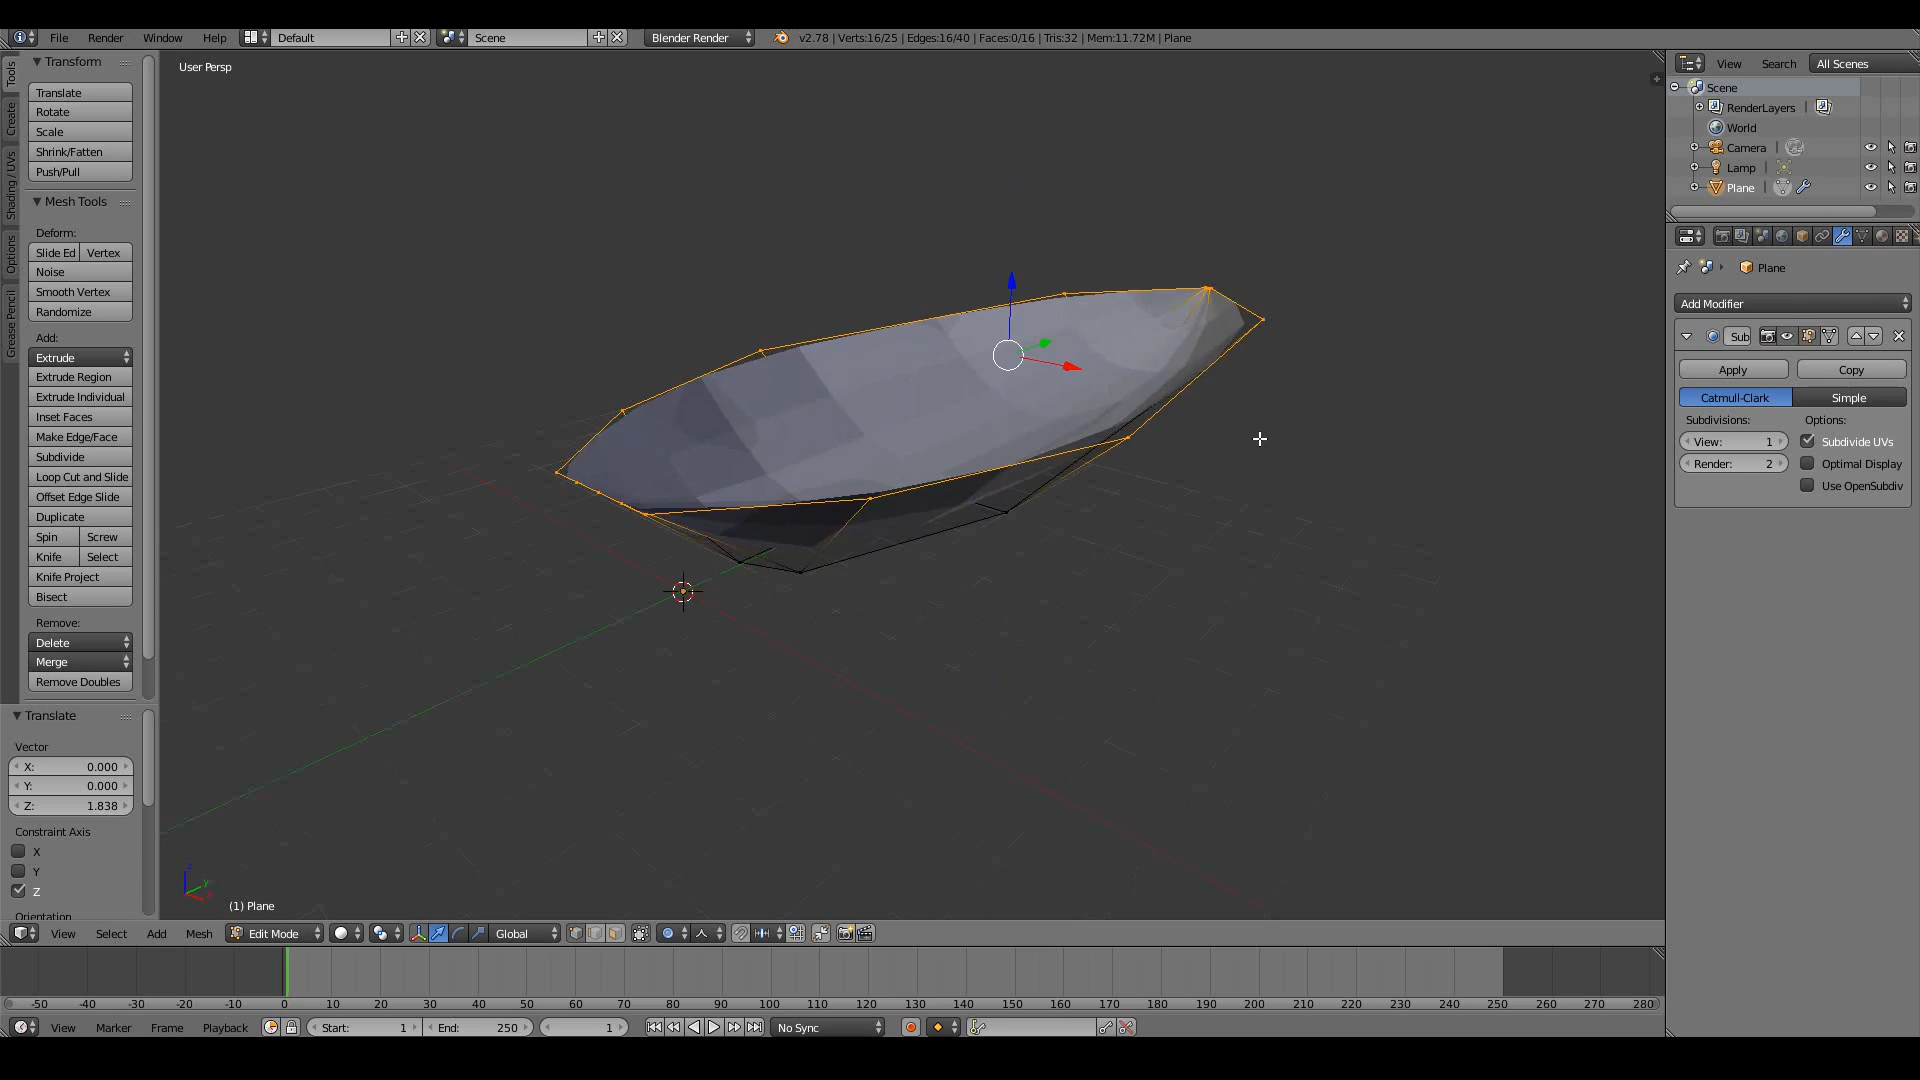 File Render Window Help Default Scene Blender Render v2.78 | Verts:16/25 | Edges:16/40 | Faces:0/16 | Tris:32 | Mem:11.72M | Plane
Tools
Create
Shading / UVs
Options
Grease Pencil
Transform
Translate
Rotate
Scale
Shrink/Fatten
Push/Pull
Mesh Tools
Deform:
Slide Ed Vertex
Noise
Smooth Vertex
Randomize
Add:
Extrude
Extrude Region
Extrude Individual
Inset Faces
Make Edge/Face
Subdivide
Loop Cut and Slide
Offset Edge Slide
Duplicate
Spin Screw
Knife Select
Knife Project
Bisect
Remove:
Delete
Merge
Remove Doubles
Translate
Vector
X: 0.000
Y: 0.000
Z: 1.838
Constraint Axis
X
Y
Z
Orientation
User Persp
(1) Plane
View Select Add Mesh Edit Mode Global
View Search All Scenes
Scene
RenderLayers |
World
Camera |
Lamp |
Plane |
Plane
Add Modifier
Sub
Apply Copy
Catmull-Clark Simple
Subdivisions: Options:
View: 1 Subdivide UVs
Render: 2 Optimal Display
Use OpenSubdiv
-50 -40 -30 -20 -10 0 10 20 30 40 50 60 70 80 90 100 110 120 130 140 150 160 170 180 190 200 210 220 230 240 250 260 270 280
View Marker Frame Playback Start: 1 End: 250 1 No Sync